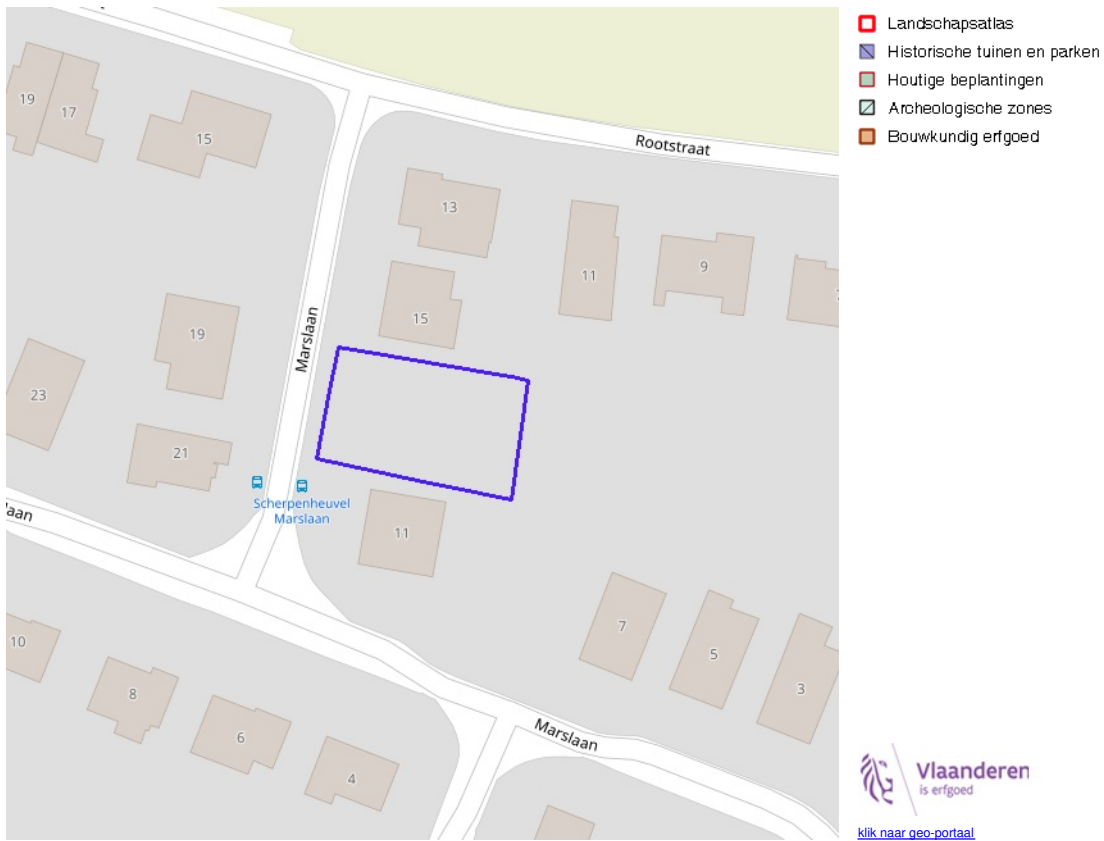 Landschapsatlas
Historische tuinen en parken
Houtige beplantingen
Archeologische zones
Bouwkundig erfgoed
19
17
15
Rootstraat
13
11
9
15
Marslaan
19
23
21
Scherpenheuvel
Marslaan
laan
11
7
5
3
10
8
6
4
Marslaan
Vlaanderen
is erfgoed
klik naar geo-portaal